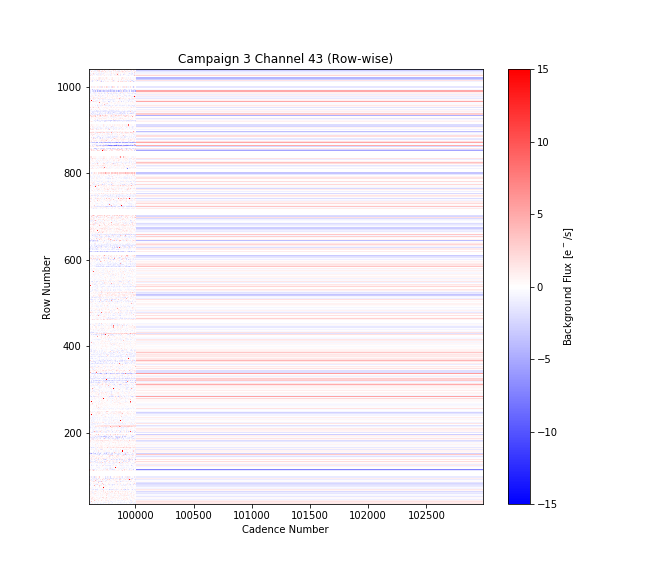 Campaign 3 Channel 43 (Row-wise)
1000
800
600
400
200
Row Number
100000 100500 101000 101500 102000 102500
Cadence Number
15
10
5
0
−5
−10
−15
Background Flux [e⁻/s]